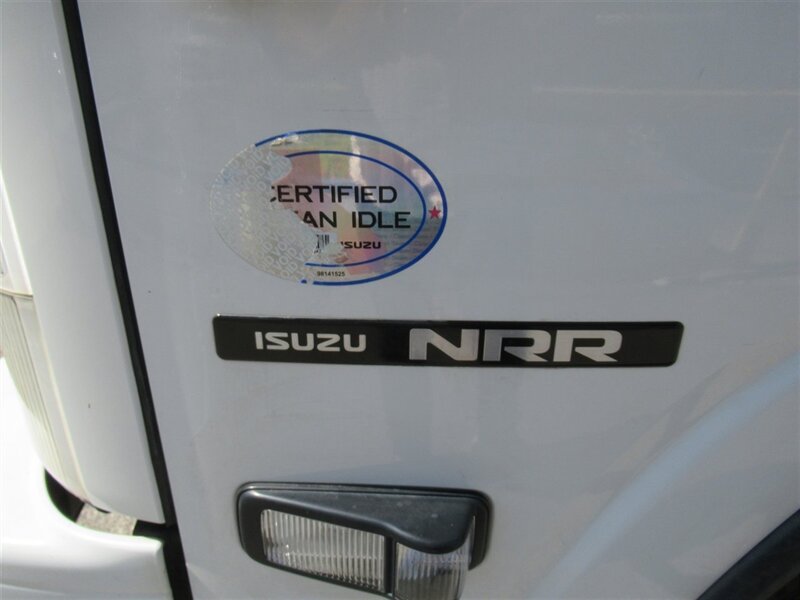 CERTIFIED
IDLE
ISUZU
98141525
ISUZU NRR